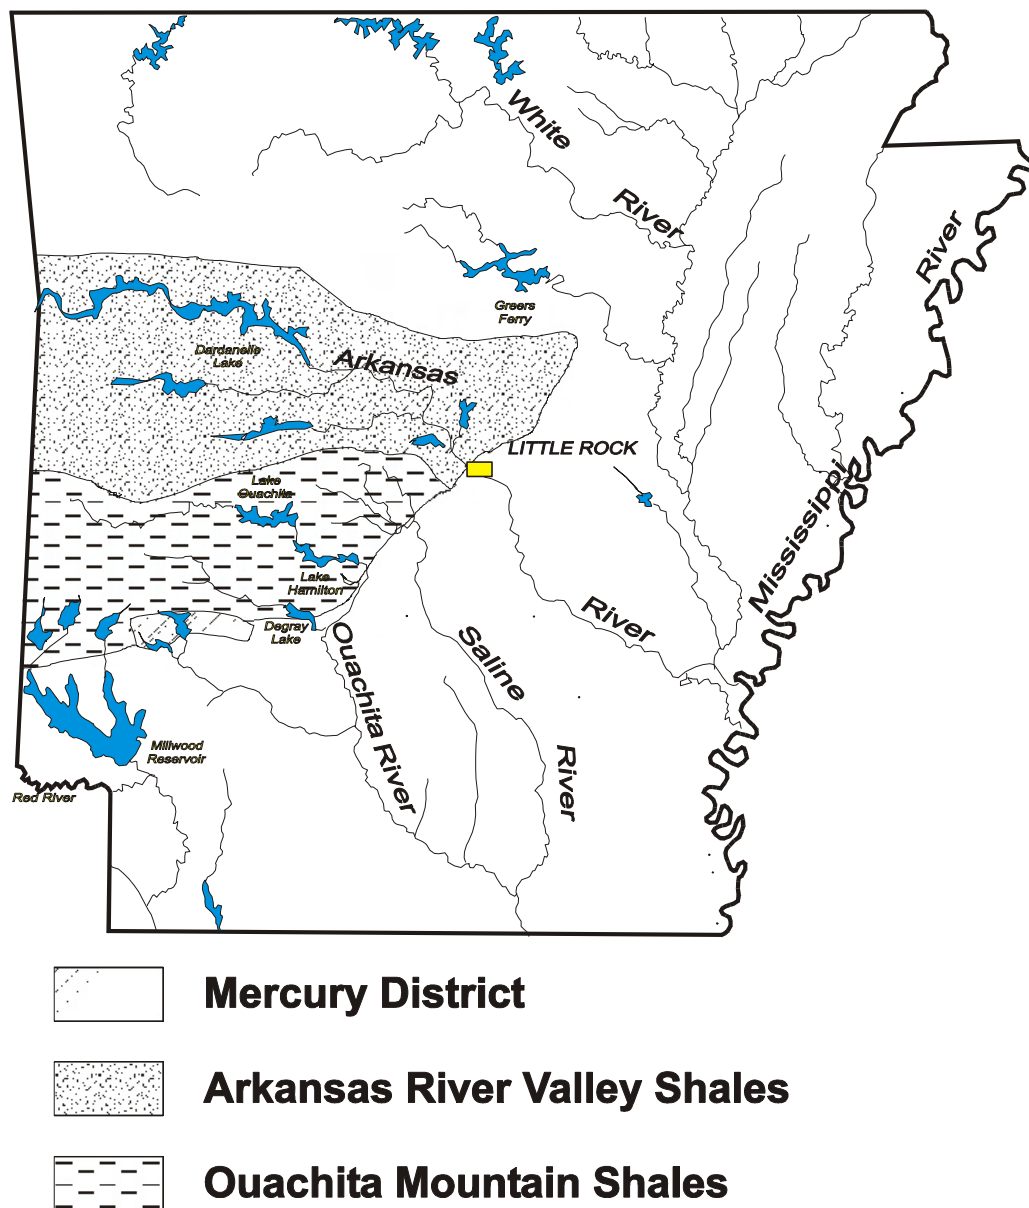 White
River
River
Greers
Ferry
Dardanelle
Lake
Arkansas
LITTLE ROCK
Lake
Ouachita
Mississippi
Lake
Hamilton
River
Degray
Lake
Ouachita River
Saline
River
Millwood
Reservoir
Red River
Mercury District
Arkansas River Valley Shales
Ouachita Mountain Shales